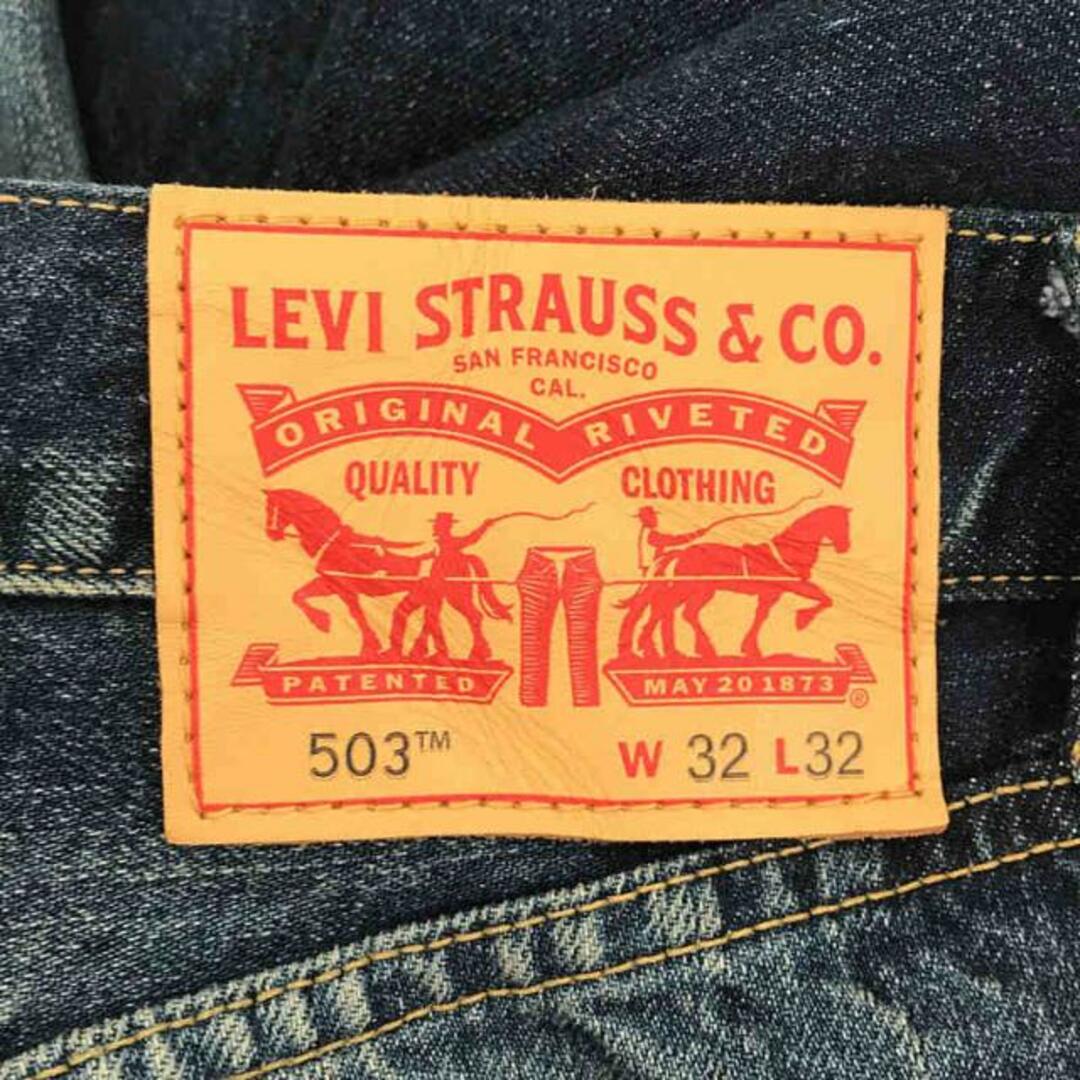 LEVI STRAUSS & CO.
SAN FRANCISCO
CAL.
ORIGINAL RIVETED
QUALITY CLOTHING
PATENTED MAY 20 1873 ®
503™ W 32 L32